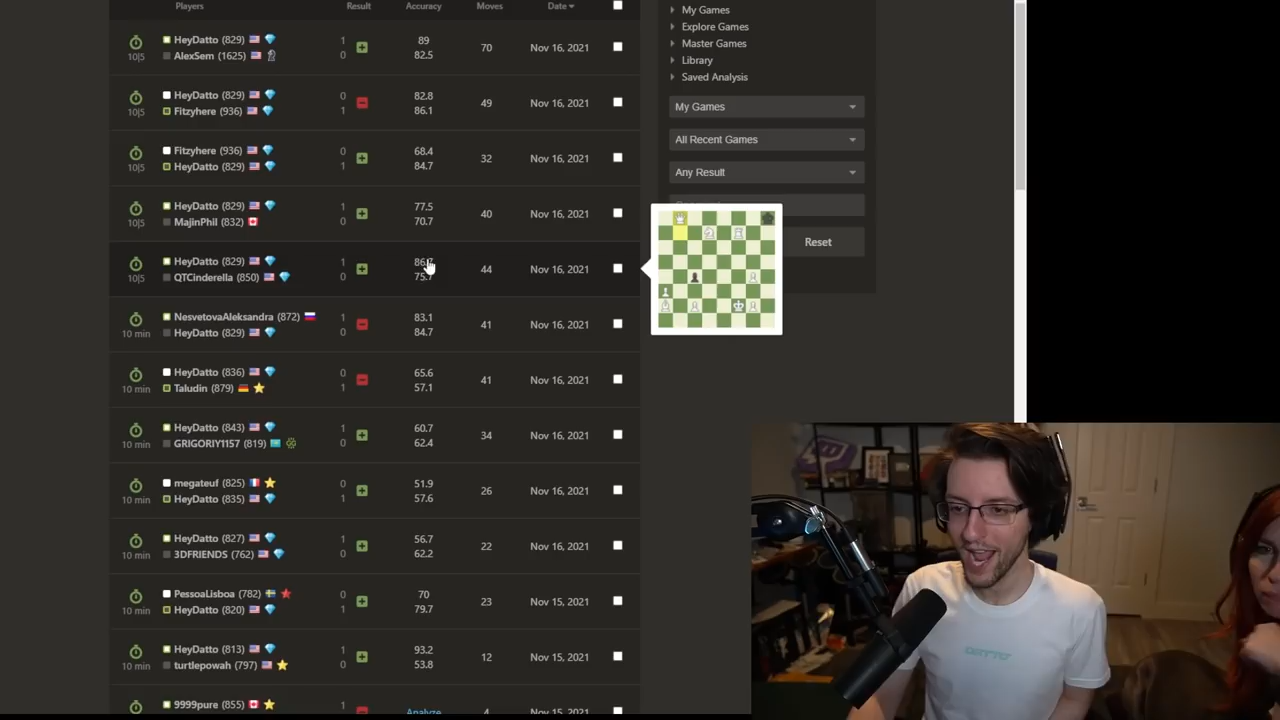 Players Result Accuracy Moves Date
HeyDatto (829) 1 89
10|5 70 Nov 16, 2021
AlexSem (1625) 0 82.5
HeyDatto (829) 0 82.8
10|5 49 Nov 16, 2021
Fitzyhere (936) 1 86.1
Fitzyhere (936) 0 68.4
10|5 32 Nov 16, 2021
HeyDatto (829) 1 84.7
HeyDatto (829) 1 77.5
10|5 40 Nov 16, 2021
MajinPhil (832) 0 70.7
HeyDatto (829) 1
10|5 44 Nov 16, 2021
QTCinderella (850) 0
NesvetovaAleksandra (872) 1 83.1
10 min 41 Nov 16, 2021
HeyDatto (829) 0 84.7
HeyDatto (836) 0 65.6
10 min 41 Nov 16, 2021
Taludin (879) 1 57.1
HeyDatto (843) 1 60.7
10 min 34 Nov 16, 2021
GRIGORIY1157 (819) 0 62.4
megateuf (825) 0 51.9
10 min 26 Nov 16, 2021
HeyDatto (835) 1 57.6
HeyDatto (827) 1 56.7
10 min 22 Nov 16, 2021
3DFRIENDS (762) 0 62.2
PessoaLisboa (782) 0 70
10 min 23 Nov 15, 2021
HeyDatto (820) 1 79.7
HeyDatto (813) 1 93.2
10 min 12 Nov 15, 2021
turtlepowah (797) 0 53.8
9999pure (855) 1
Analyze 4 Nov 15, 2021
My Games
Explore Games
Master Games
Library
Saved Analysis
My Games
All Recent Games
Any Result
Reset
DATTO